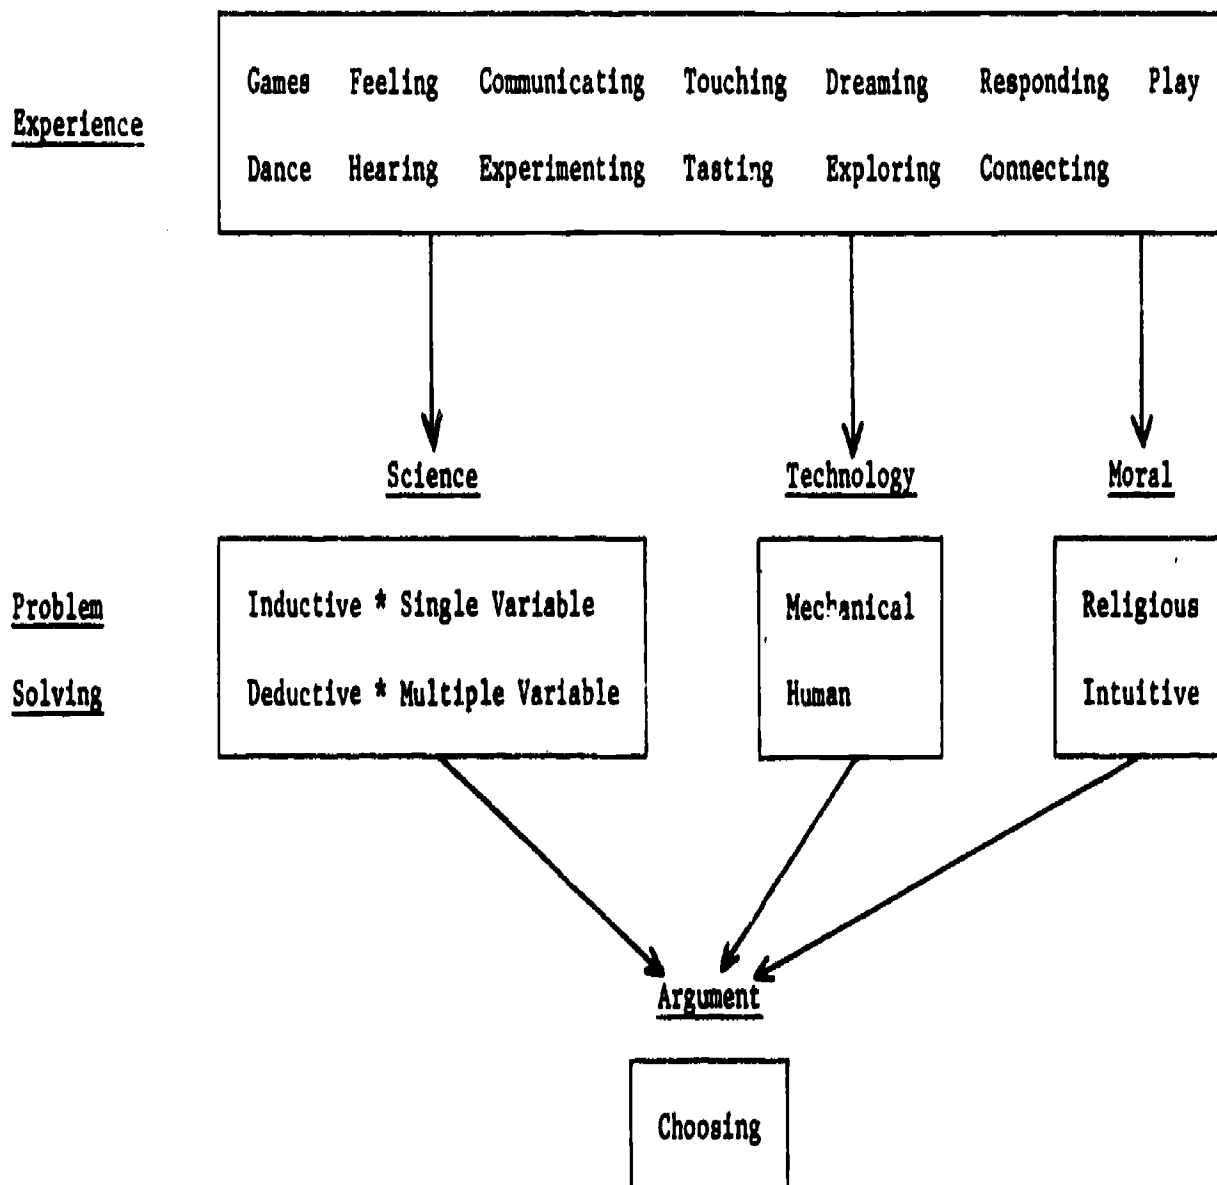 Games Feeling Communicating Touching Dreaming Responding Play
Experience
Dance Hearing Experimenting Tasting Exploring Connecting
Science Technology Moral
Problem Inductive * Single Variable Mechanical Religious
Solving Deductive * Multiple Variable Human Intuitive
Argument
Choosing